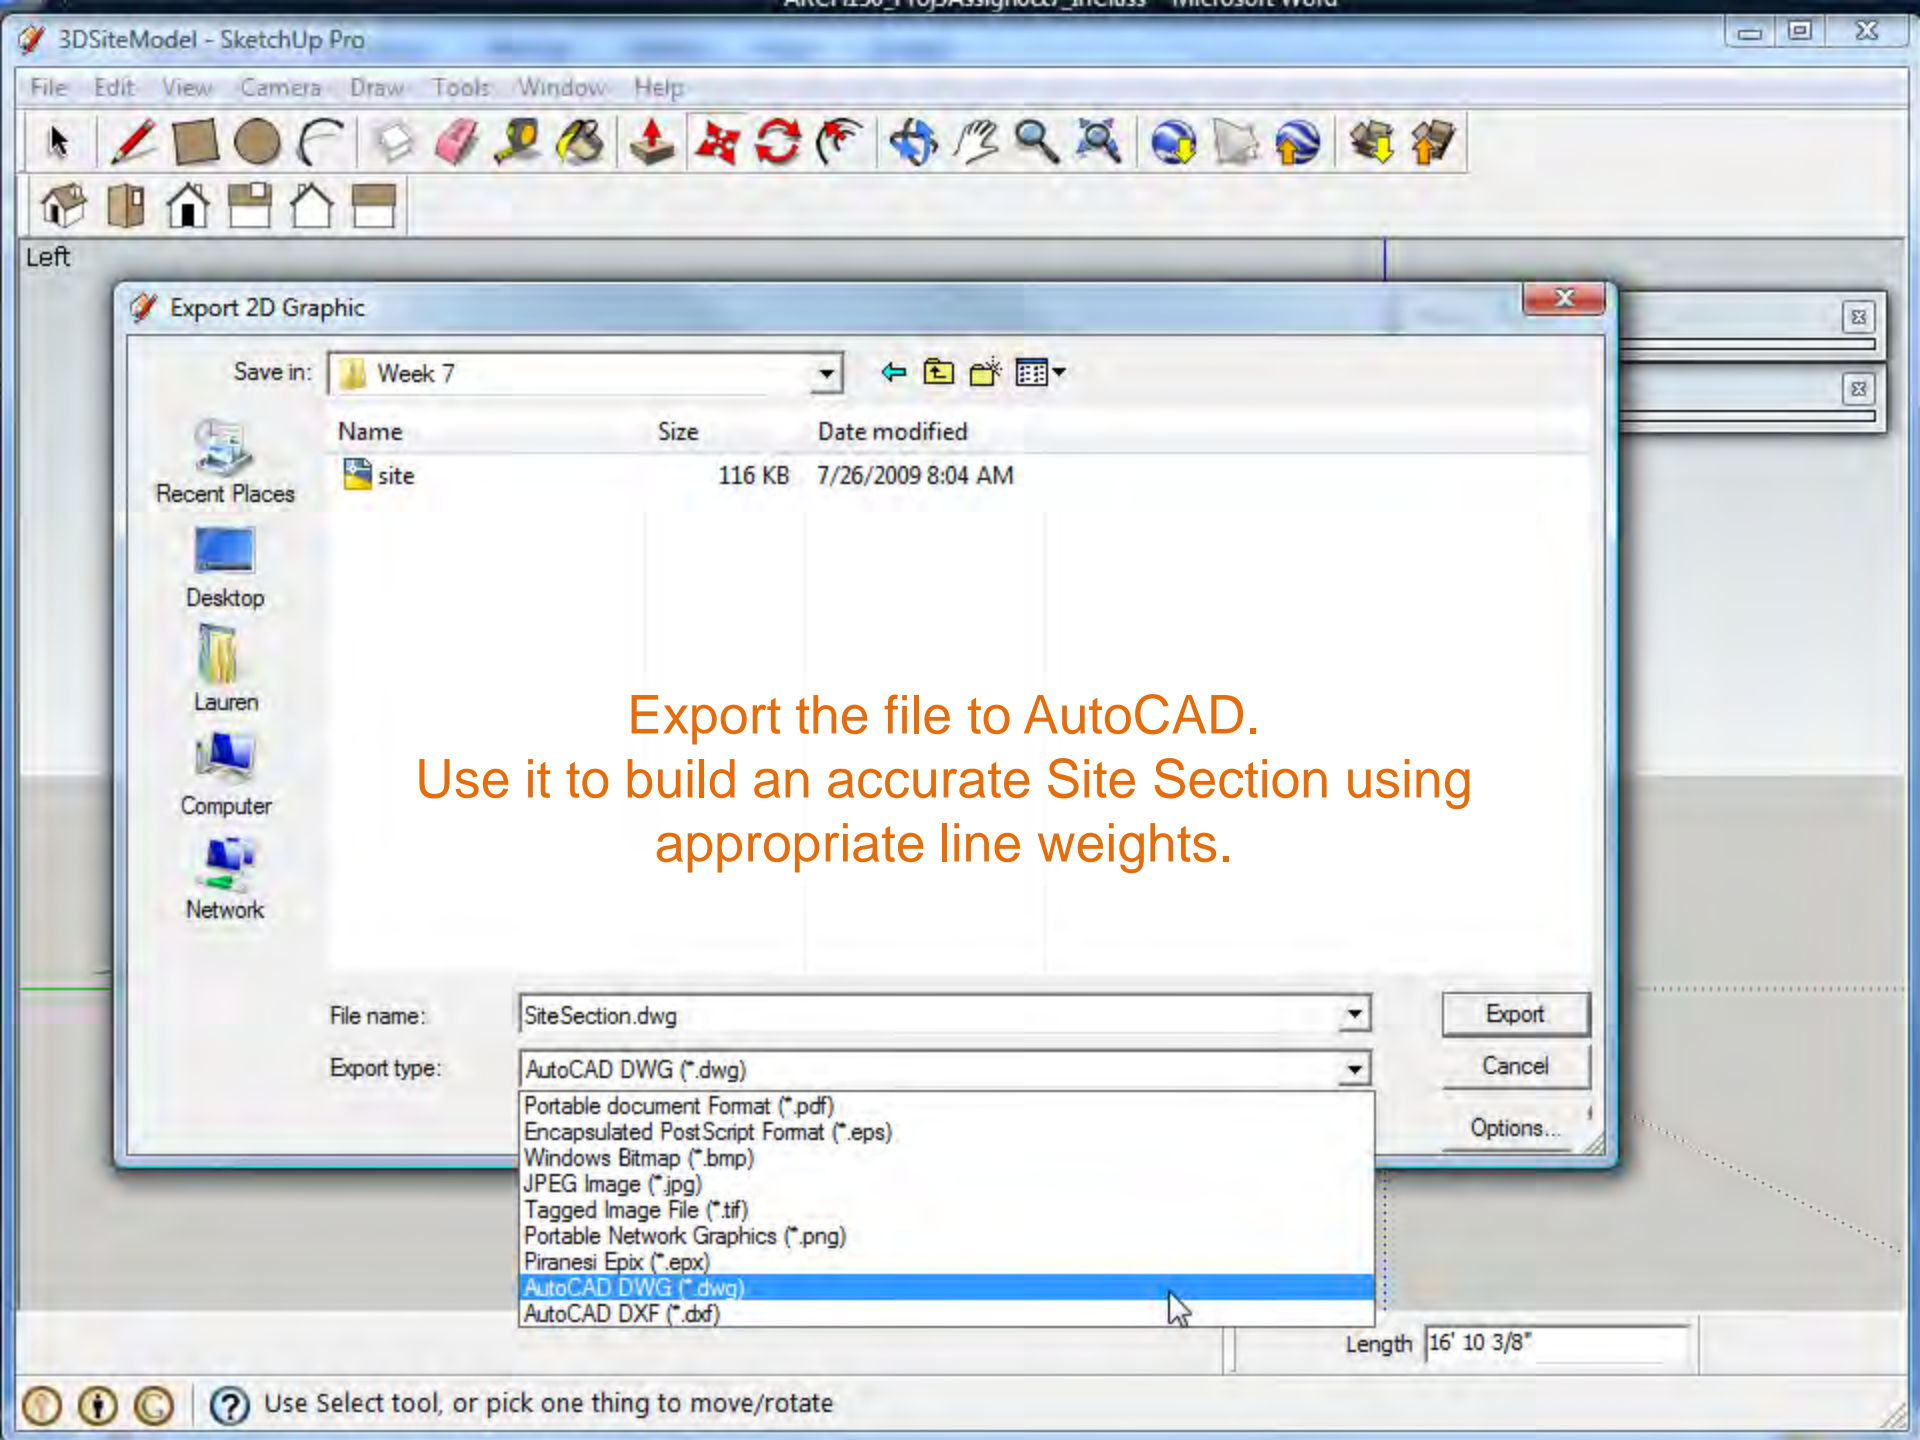 3DSiteModel - SketchUp Pro
File Edit View Camera Draw Tools Window Help
Left
Export 2D Graphic
Save in: Week 7
Name Size Date modified
site 116 KB 7/26/2009 8:04 AM
Recent Places
Desktop
Lauren
Computer
Network
Export the file to AutoCAD.
Use it to build an accurate Site Section using
appropriate line weights.
File name: SiteSection.dwg Export
Export type: AutoCAD DWG (*.dwg) Cancel
Options...
Portable document Format (*.pdf)
Encapsulated PostScript Format (*.eps)
Windows Bitmap (*.bmp)
JPEG Image (*.jpg)
Tagged Image File (*.tif)
Portable Network Graphics (*.png)
Piranesi Epix (*.epx)
AutoCAD DWG (*.dwg)
AutoCAD DXF (*.dxf)
Length 16' 10 3/8"
Use Select tool, or pick one thing to move/rotate